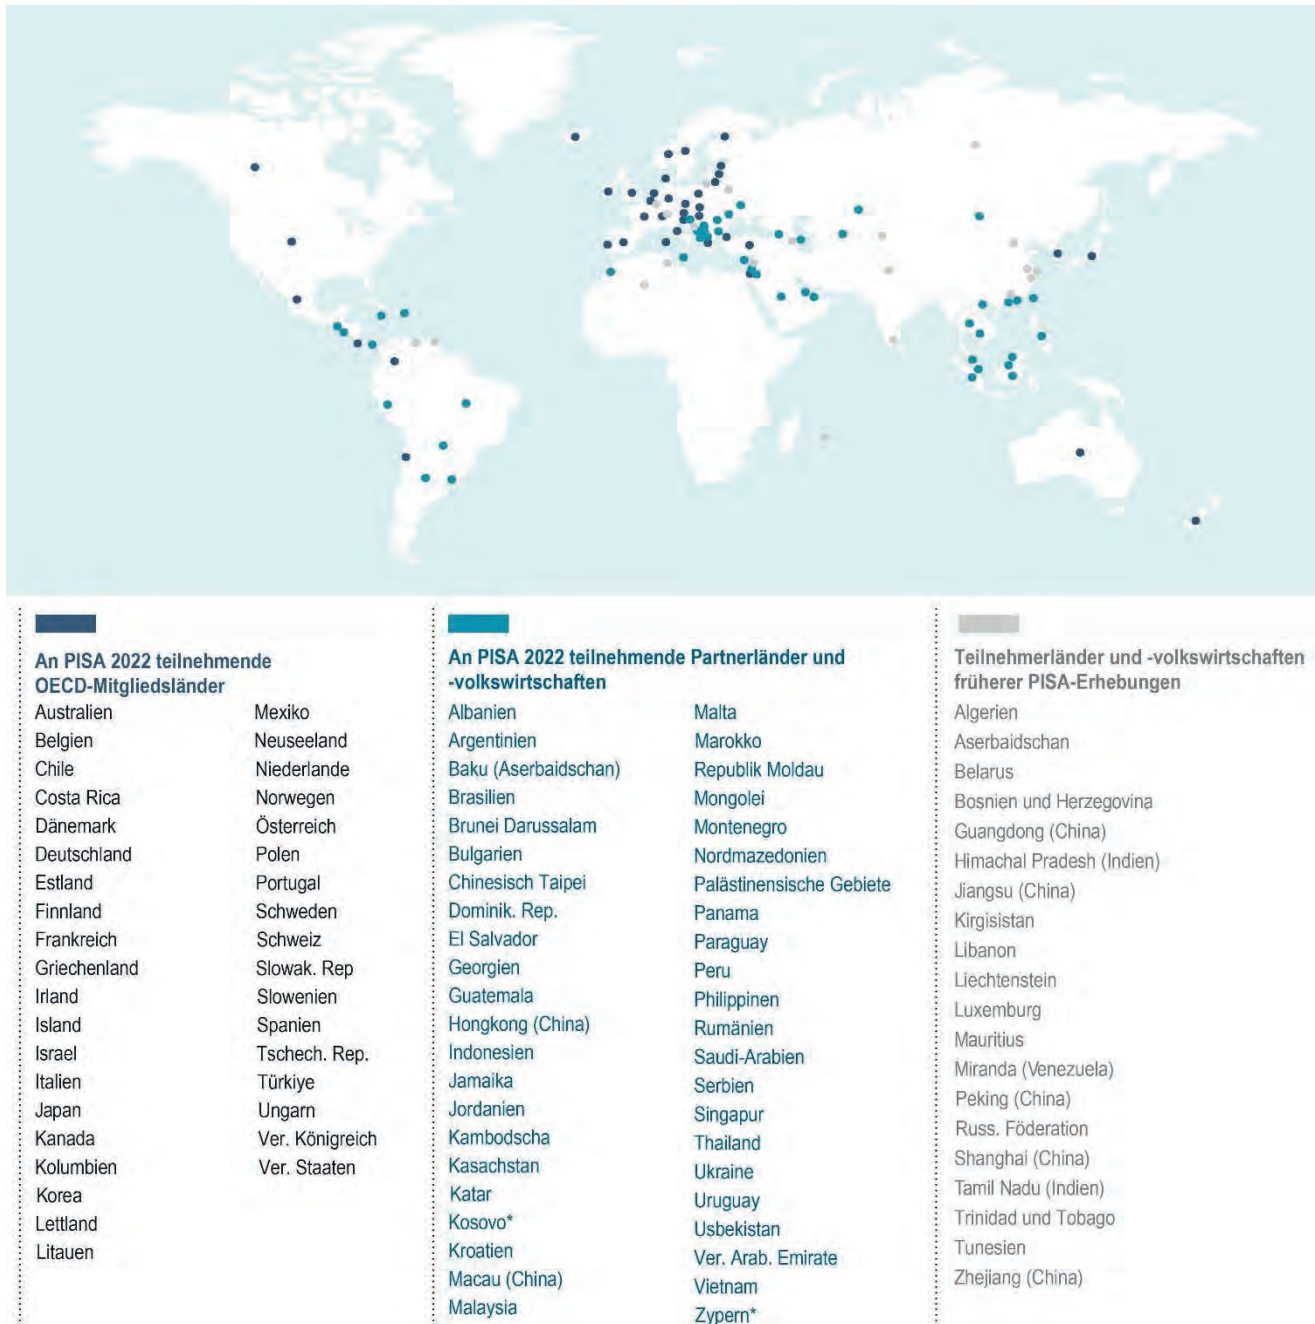 An PISA 2022 teilnehmende
OECD-Mitgliedsländer
Australien
Belgien
Chile
Costa Rica
Dänemark
Deutschland
Estland
Finnland
Frankreich
Griechenland
Irland
Island
Israel
Italien
Japan
Kanada
Kolumbien
Korea
Lettland
Litauen
Mexiko
Neuseeland
Niederlande
Norwegen
Österreich
Polen
Portugal
Schweden
Schweiz
Slowak. Rep
Slowenien
Spanien
Tschech. Rep.
Türkiye
Ungarn
Ver. Königreich
Ver. Staaten
An PISA 2022 teilnehmende Partnerländer und
-volkswirtschaften
Albanien
Argentinien
Baku (Aserbaidschan)
Brasilien
Brunei Darussalam
Bulgarien
Chinesisch Taipei
Dominik. Rep.
El Salvador
Georgien
Guatemala
Hongkong (China)
Indonesien
Jamaika
Jordanien
Kambodscha
Kasachstan
Katar
Kosovo*
Kroatien
Macau (China)
Malaysia
Malta
Marokko
Republik Moldau
Mongolei
Montenegro
Nordmazedonien
Palästinensische Gebiete
Panama
Paraguay
Peru
Philippinen
Rumänien
Saudi-Arabien
Serbien
Singapur
Thailand
Ukraine
Uruguay
Usbekistan
Ver. Arab. Emirate
Vietnam
Zypern*
Teilnehmerländer und -volkswirtschaften
früherer PISA-Erhebungen
Algerien
Aserbaidschan
Belarus
Bosnien und Herzegovina
Guangdong (China)
Himachal Pradesh (Indien)
Jiangsu (China)
Kirgisistan
Libanon
Liechtenstein
Luxemburg
Mauritius
Miranda (Venezuela)
Peking (China)
Russ. Föderation
Shanghai (China)
Tamil Nadu (Indien)
Trinidad und Tobago
Tunesien
Zhejiang (China)